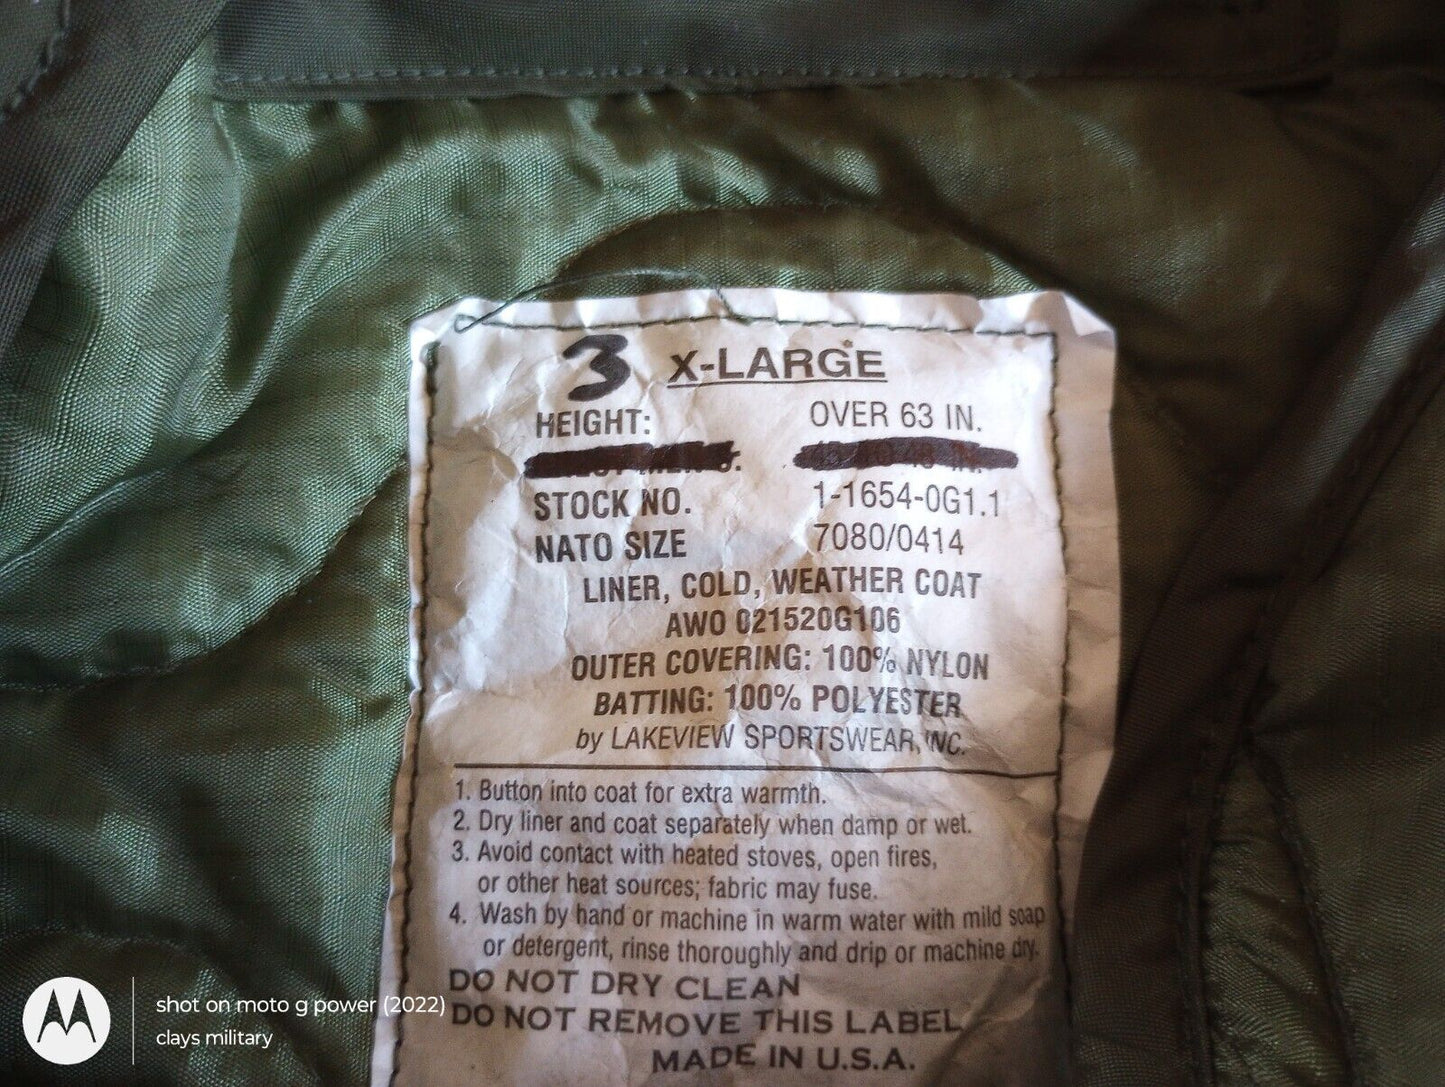 3 X-LARGE
HEIGHT: OVER 63 IN.
STOCK NO. 1-1654-0G1.1
NATO SIZE 7080/0414
LINER, COLD, WEATHER COAT
AWO 021520G106
OUTER COVERING: 100% NYLON
BATTING: 100% POLYESTER
by LAKEVIEW SPORTSWEAR, INC.
1. Button into coat for extra warmth.
2. Dry liner and coat separately when damp or wet.
3. Avoid contact with heated stoves, open fires,
or other heat sources; fabric may fuse.
4. Wash by hand or machine in warm water with mild soap
or detergent, rinse thoroughly and drip or machine dry.
DO NOT DRY CLEAN
DO NOT REMOVE THIS LABEL
MADE IN U.S.A.
shot on moto g power (2022)
clays military